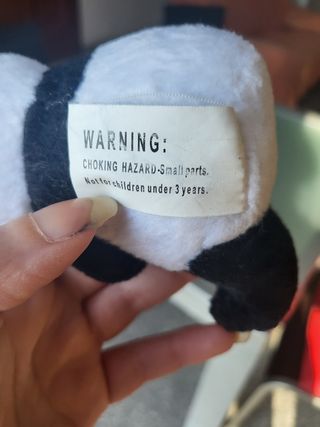 WARNING:
CHOKING HAZARD-Small parts.
Not for children under 3 years.